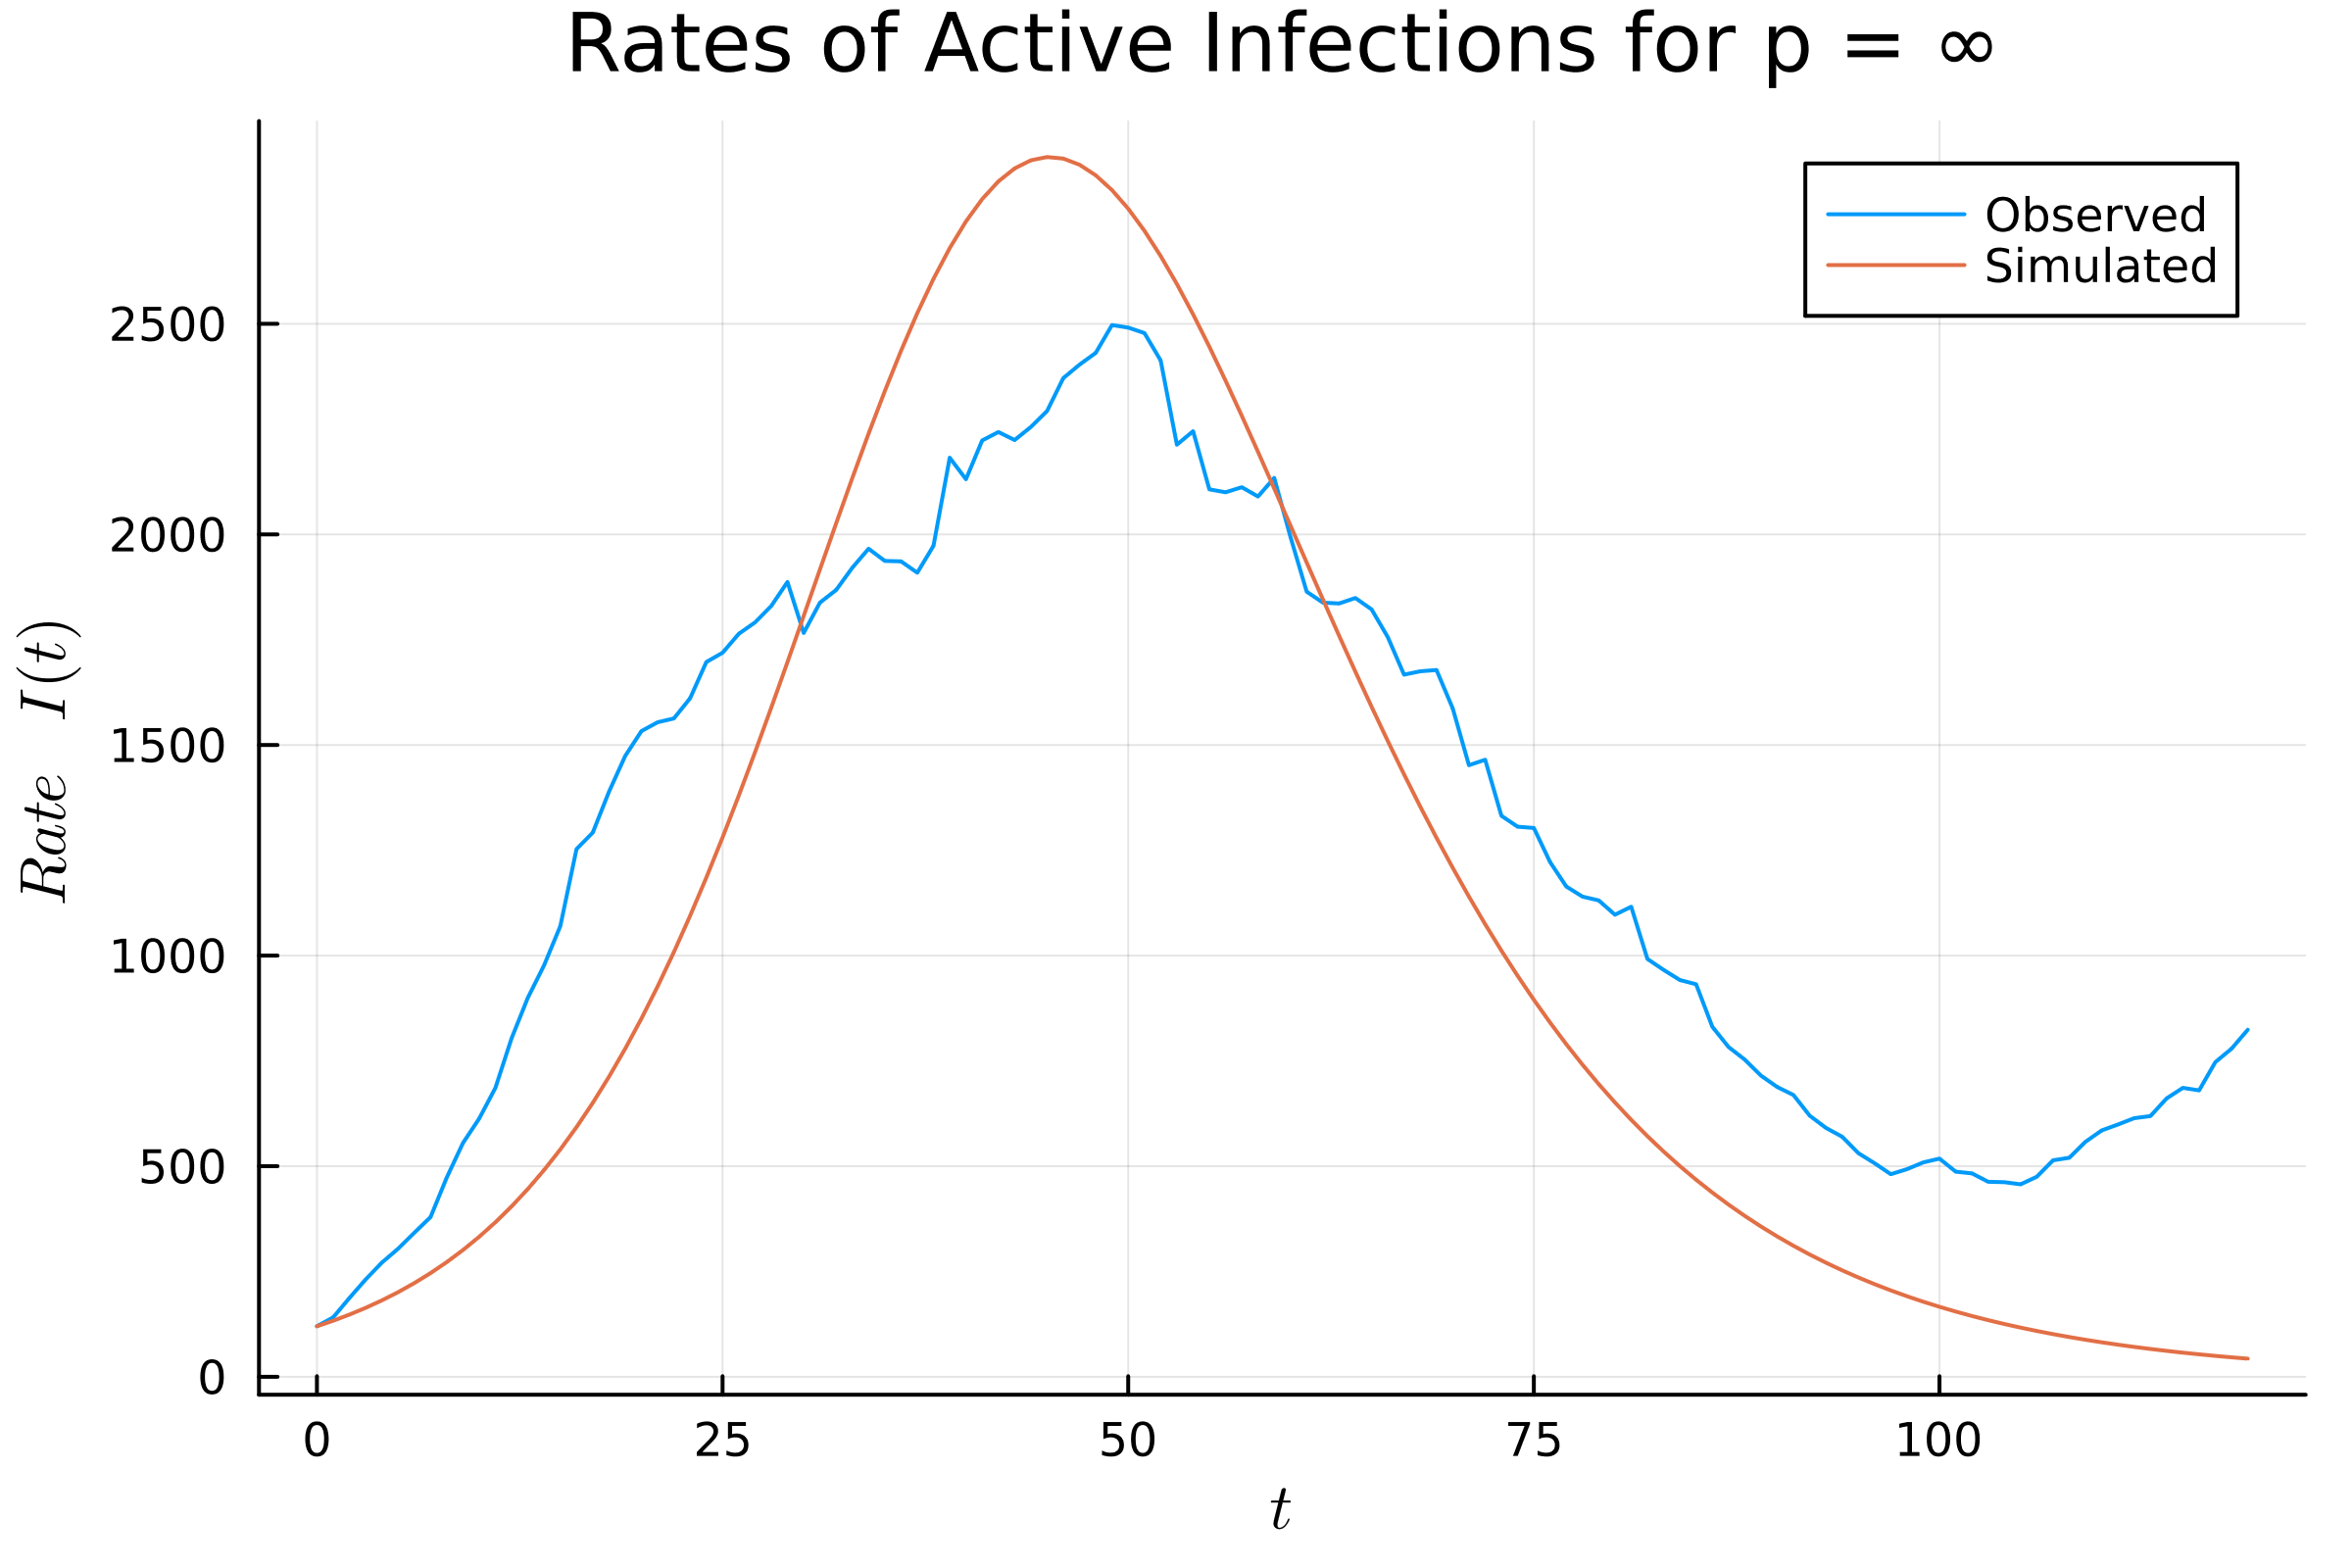 Rates of Active Infections for p = ∞
Observed
Simulated
2500
2000
1500
1000
500
0
Rate I(t)
0 25 50 75 100
t